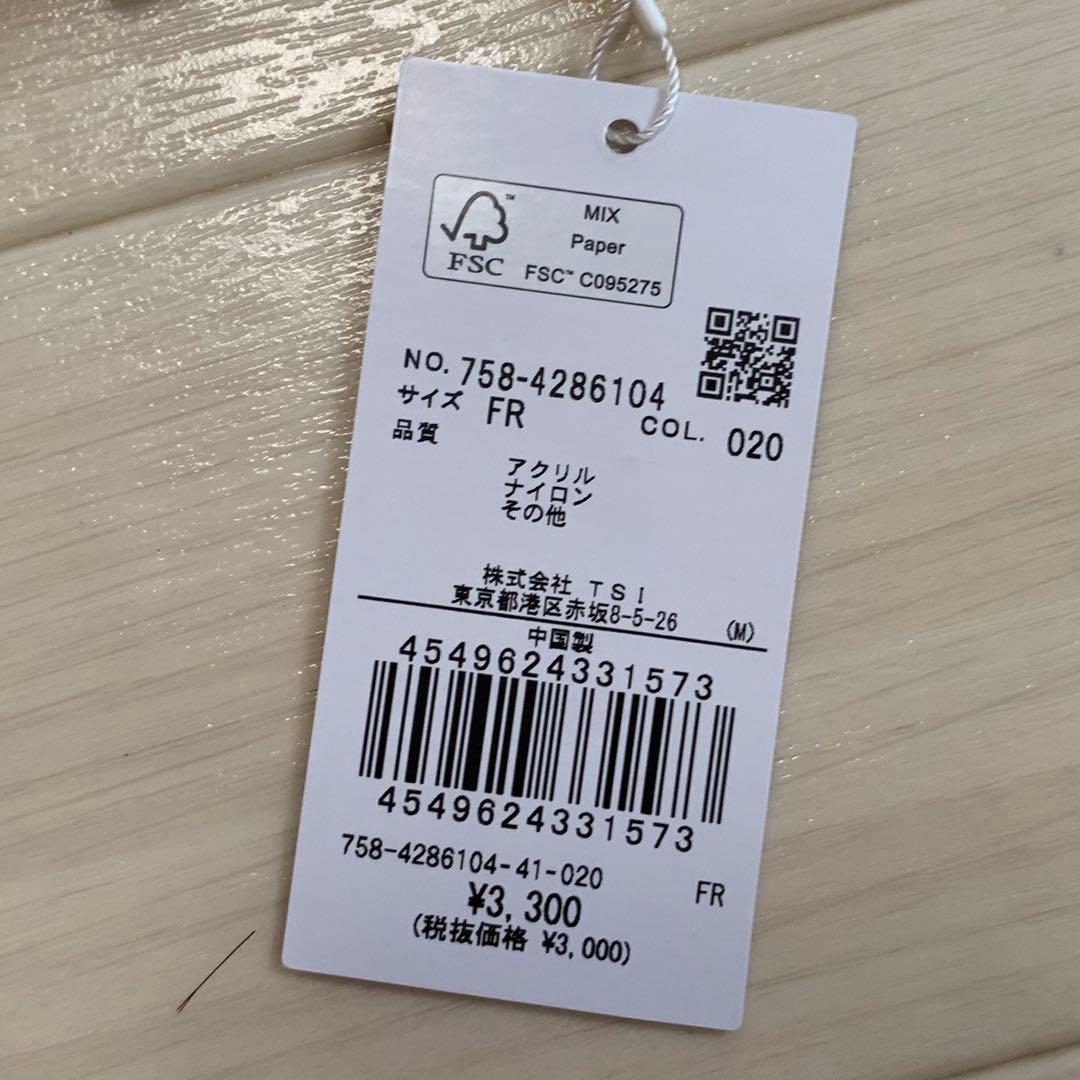 MIX
Paper
FSC™ C095275
FSC
NO. 758-4286104
サイズ FR COL. 020
品質
アクリル
ナイロン
その他
株式会社 TSI
東京都港区赤坂8-5-26 (M)
中国製
4549624331573
4549624331573
758-4286104-41-020 FR
¥3,300
(税抜価格 ¥3,000)